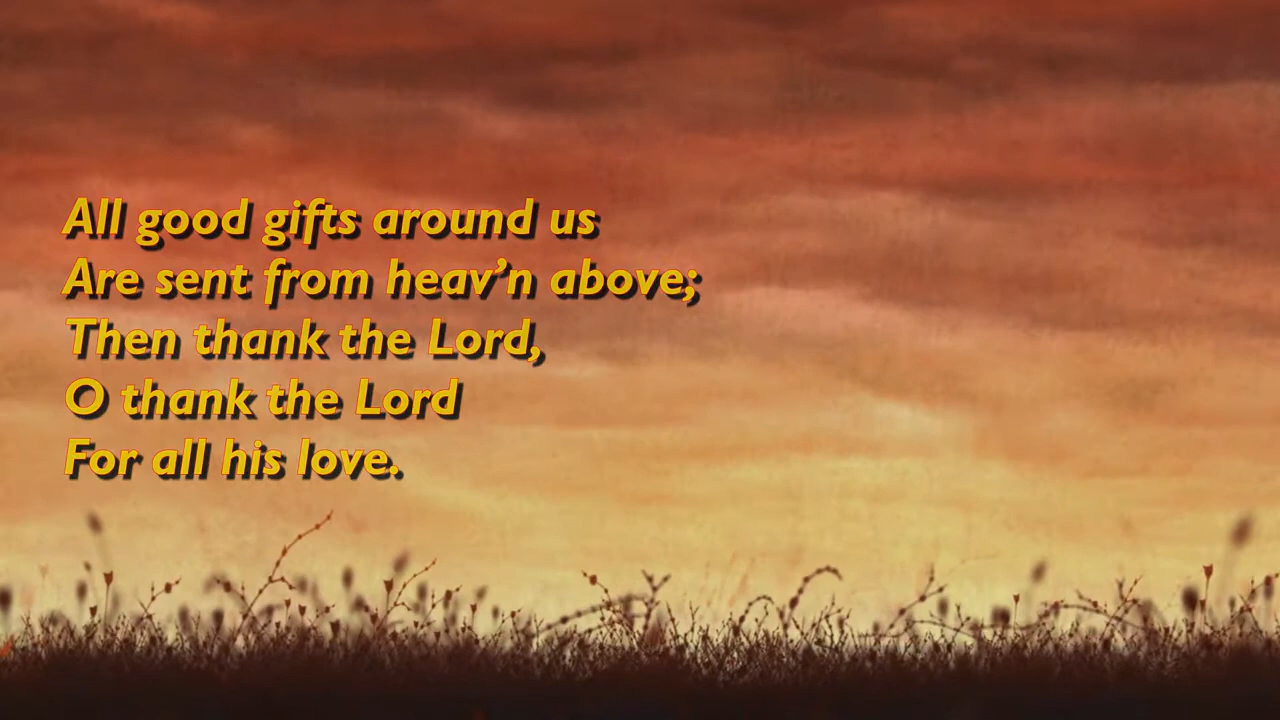 All good gifts around us
Are sent from heav’n above;
Then thank the Lord,
O thank the Lord
For all his love.